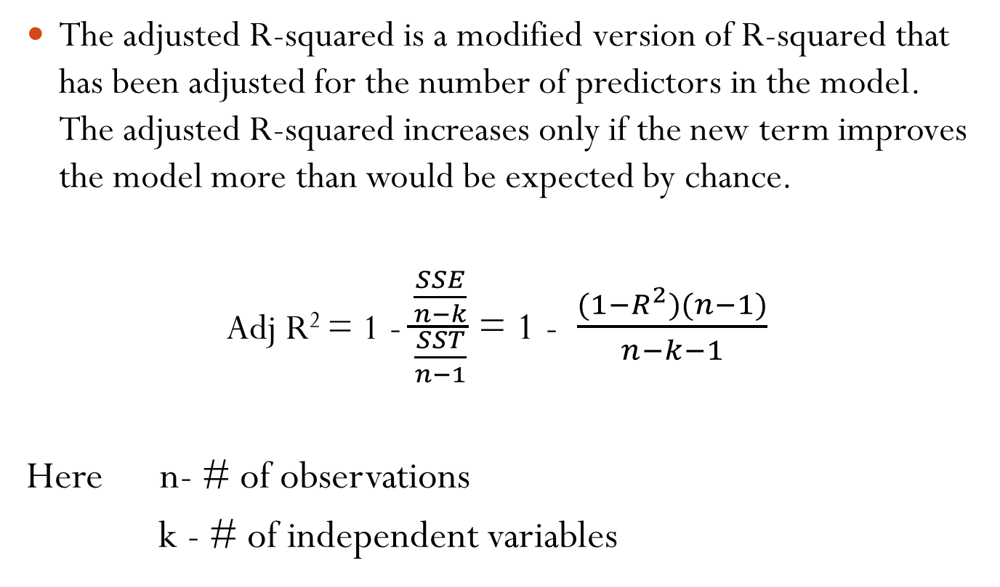 • The adjusted R-squared is a modified version of R-squared that
has been adjusted for the number of predictors in the model.
The adjusted R-squared increases only if the new term improves
the model more than would be expected by chance.
Adj R² = 1 - \frac{\frac{SSE}{n−k}}{\frac{SST}{n−1}} = 1 - \frac{(1−R²)(n−1)}{n−k−1}
Here n- # of observations
k - # of independent variables